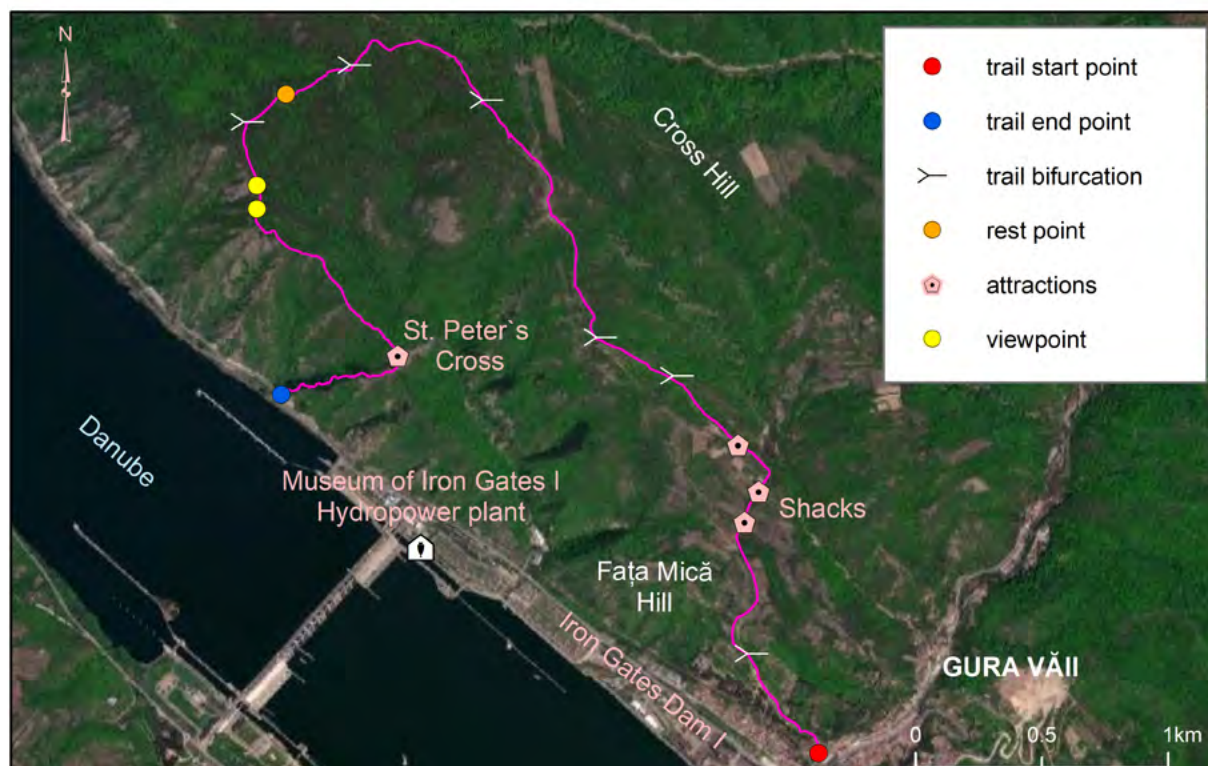 N
trail start point
trail end point
trail bifurcation
rest point
attractions
viewpoint
Cross Hill
St. Peter`s
Cross
Danube
Museum of Iron Gates I
Hydropower plant
Shacks
Fața Mică
Hill
Iron Gates Dam I
GURA VĂII
0
0.5
1km